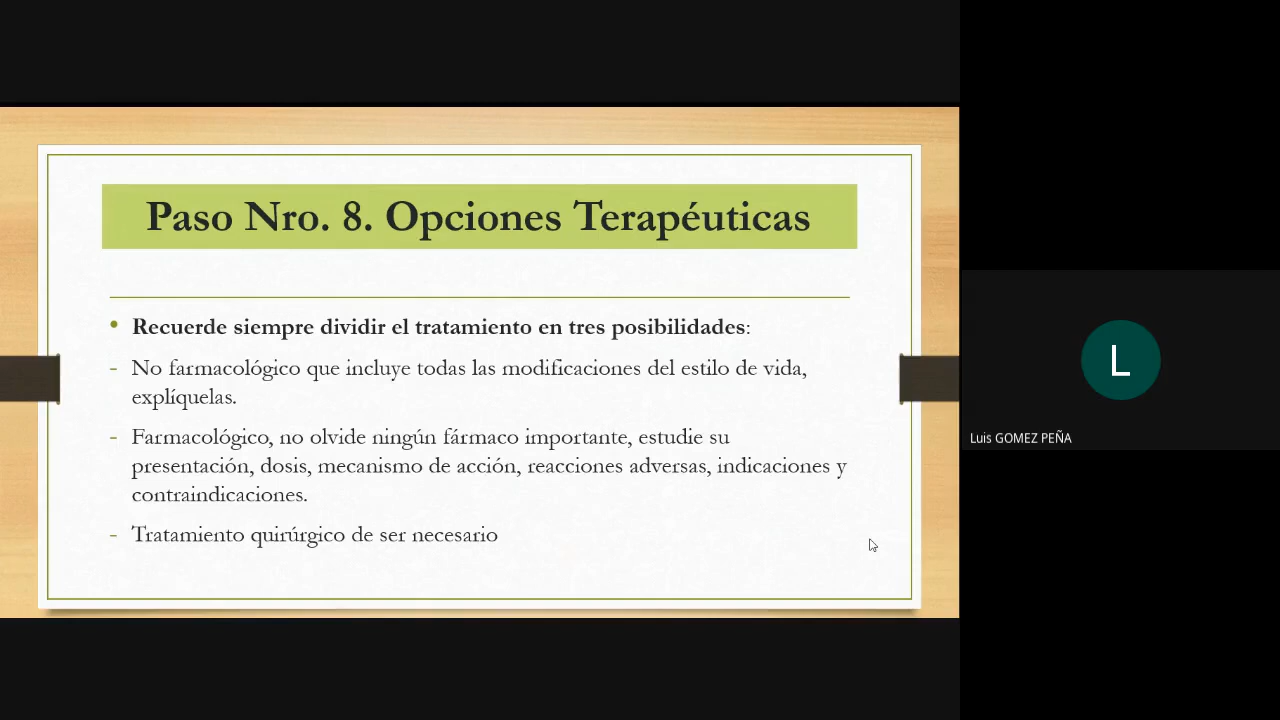 Paso Nro. 8. Opciones Terapéuticas
• Recuerde siempre dividir el tratamiento en tres posibilidades:
- No farmacológico que incluye todas las modificaciones del estilo de vida,
explíquelas.
- Farmacológico, no olvide ningún fármaco importante, estudie su
presentación, dosis, mecanismo de acción, reacciones adversas, indicaciones y
contraindicaciones.
- Tratamiento quirúrgico de ser necesario
L
Luis GOMEZ PEÑA